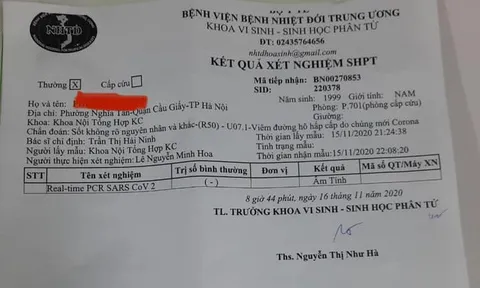 BỘ Y TẾ
BỆNH VIỆN BỆNH NHIỆT ĐỚI TRUNG ƯƠNG
KHOA VI SINH - SINH HỌC PHÂN TỬ
ĐT: 02435764656
nhtdhoasinh@gmail.com
NHTD
KẾT QUẢ XÉT NGHIỆM SHPT
Thường X Cấp cứu
Mã tiếp nhận: BN00270853
SID: 220378
Họ và tên:
Năm sinh: 1999 Giới tính: NAM
Địa chỉ: Phường Nghĩa Tân-Quận Cầu Giấy-TP Hà Nội
Khoa: Khoa Nội Tổng Hợp KC
Phòng: P.701(phòng cấp cứu)
Chẩn đoán: Sốt không rõ nguyên nhân và khác-(R50) - U07.1-Viêm đường hô hấp cấp do chủng mới Corona
Bác sĩ chỉ định: Trần Thị Hải Ninh
Thời gian lấy mẫu: 15/11/2020 21:24:38
Người lấy mẫu: Khoa Nội Tổng Hợp KC
Tình trạng mẫu:
Người thực hiện xét nghiệm: Lê Nguyễn Minh Hoa
Thời gian nhận mẫu: 15/11/2020 22:08:20
STT Tên xét nghiệm Trị số bình thường Đơn vị Kết quả Mã số QT/Máy XN
Real-time PCR SARS CoV 2 (-) Âm Tính
8 giờ 44 phút, ngày 16 tháng 11 năm 2020
TL. TRƯỞNG KHOA VI SINH - SINH HỌC PHÂN TỬ
Ths. Nguyễn Thị Như Hà